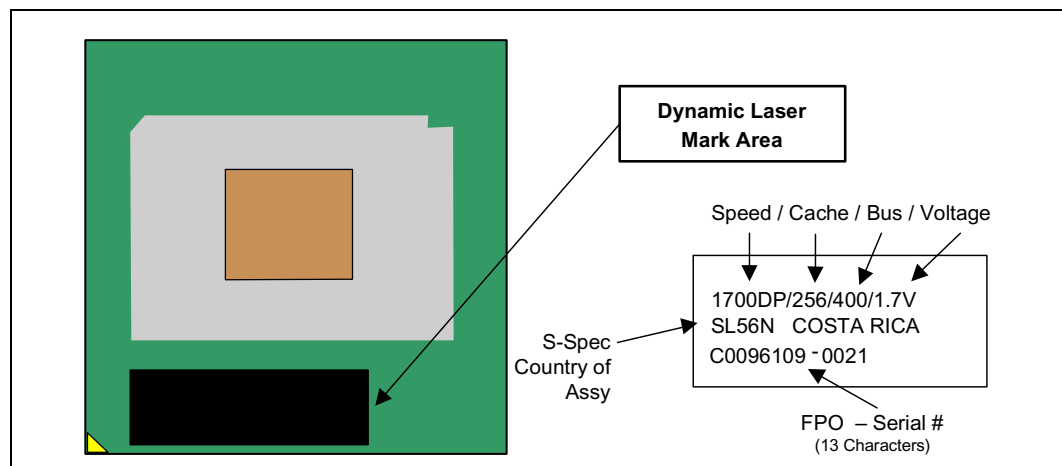 Dynamic Laser
Mark Area
Speed / Cache / Bus / Voltage
1700DP/256/400/1.7V
SL56N COSTA RICA
C0096109 -0021
S-Spec
Country of
Assy
FPO – Serial #
(13 Characters)